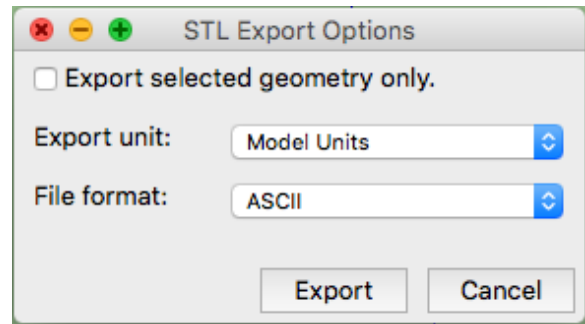 STL Export Options
Export selected geometry only.
Export unit: Model Units
File format: ASCII
Export Cancel